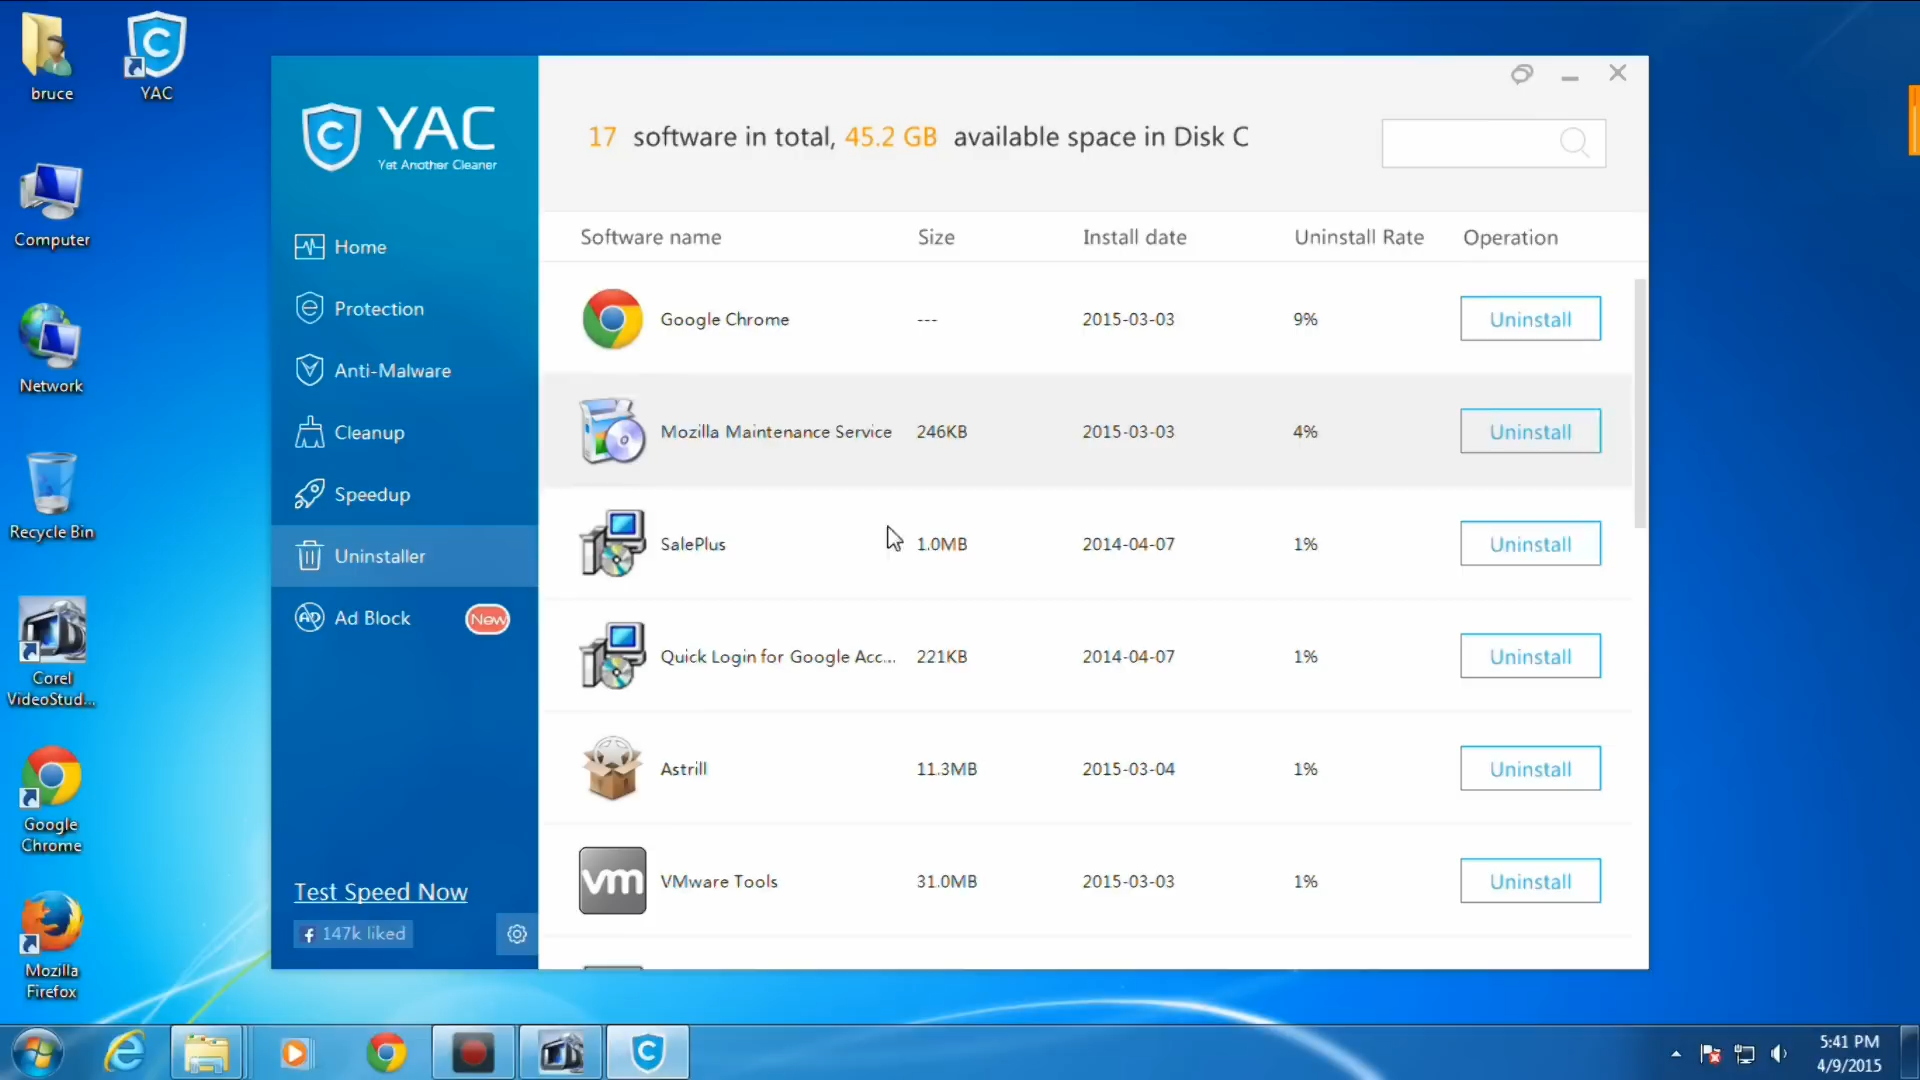 bruce
YAC
Computer
Network
Recycle Bin
Corel
VideoStud...
Google
Chrome
Mozilla
Firefox
YAC
Yet Another Cleaner
Home
Protection
Anti-Malware
Cleanup
Speedup
Uninstaller
Ad Block New
Test Speed Now
147k liked
17 software in total, 45.2 GB available space in Disk C
Software name Size Install date Uninstall Rate Operation
Google Chrome --- 2015-03-03 9% Uninstall
Mozilla Maintenance Service 246KB 2015-03-03 4% Uninstall
SalePlus 1.0MB 2014-04-07 1% Uninstall
Quick Login for Google Acc... 221KB 2014-04-07 1% Uninstall
Astrill 11.3MB 2015-03-04 1% Uninstall
vm VMware Tools 31.0MB 2015-03-03 1% Uninstall
5:41 PM
4/9/2015